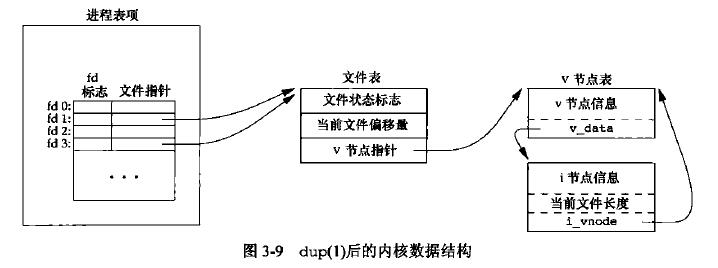 进程表项
fd
标志 文件指针
fd 0:
fd 1:
fd 2:
fd 3:
...
文件表
文件状态标志
当前文件偏移量
v 节点指针
v 节点表
v 节点信息
v_data
i 节点信息
当前文件长度
i_vnode
图 3-9 dup(1)后的内核数据结构